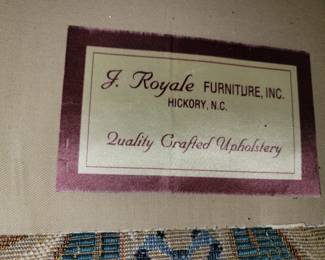 J. Royale FURNITURE, INC.
HICKORY, N.C.
Quality Crafted Upholstery